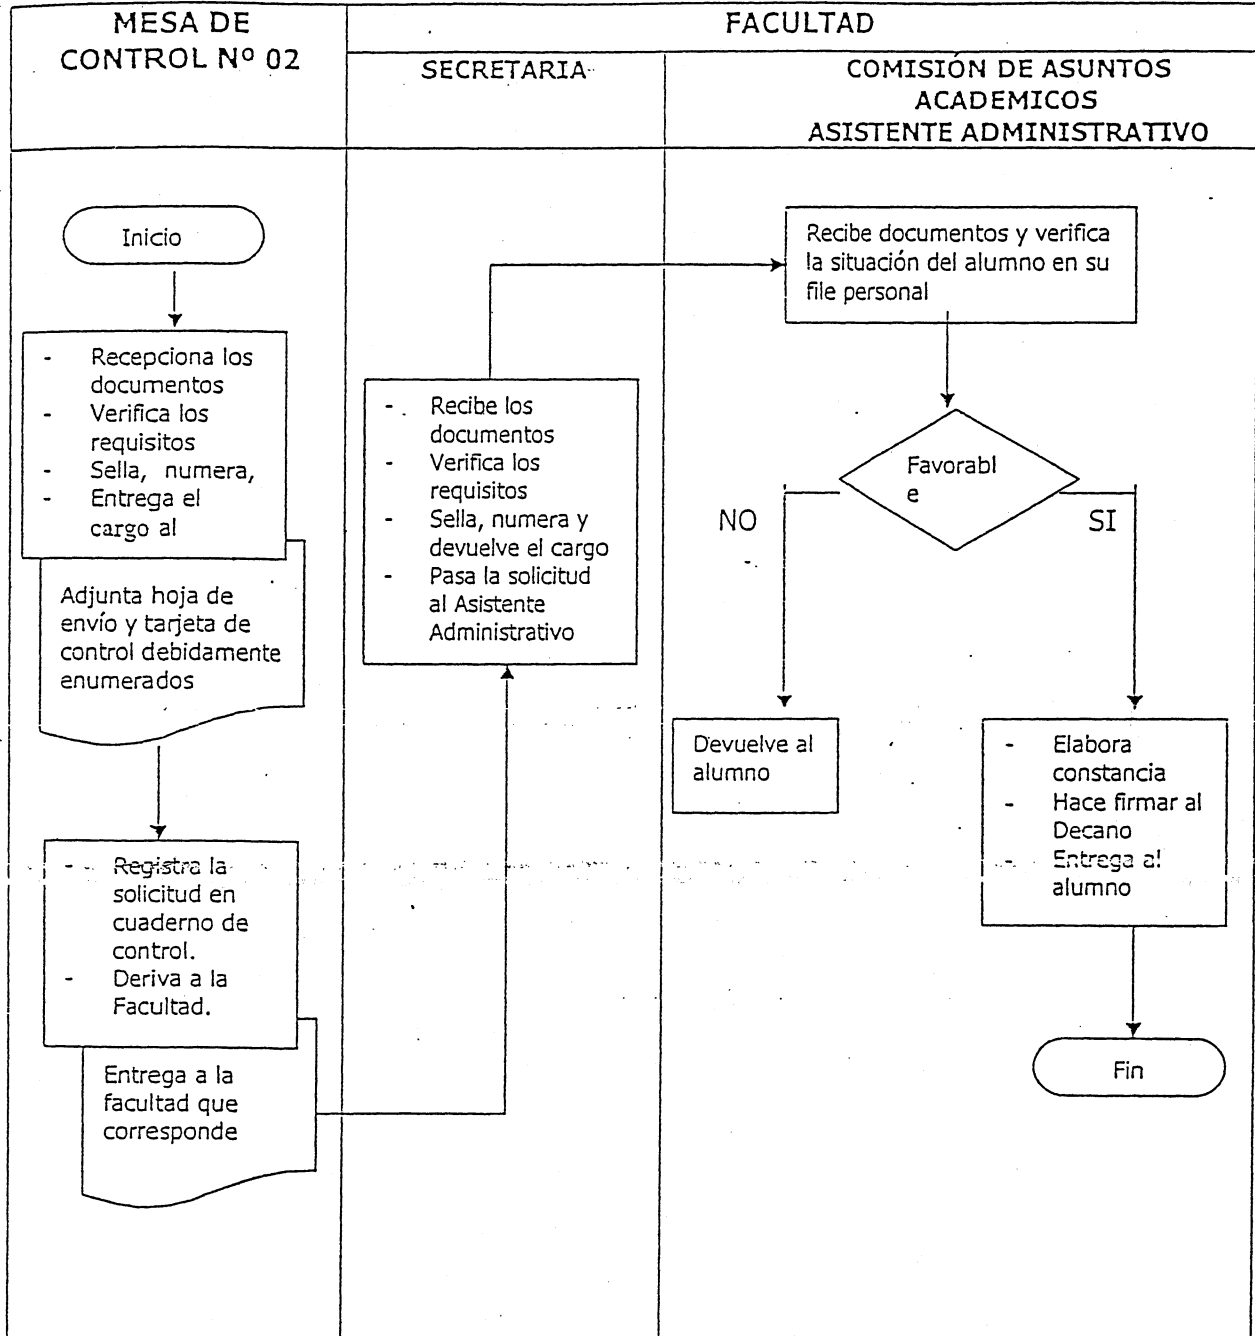 MESA DE
CONTROL Nº 02
FACULTAD
SECRETARIA
COMISIÓN DE ASUNTOS
ACADEMICOS
ASISTENTE ADMINISTRATIVO
Inicio
- Recepciona los
documentos
- Verifica los
requisitos
- Sella, numera,
- Entrega el
cargo al
Adjunta hoja de
envío y tarjeta de
control debidamente
enumerados
- Registra la
solicitud en
cuaderno de
control.
- Deriva a la
Facultad.
Entrega a la
facultad que
corresponde
- Recibe los
documentos
- Verifica los
requisitos
- Sella, numera y
devuelve el cargo
- Pasa la solicitud
al Asistente
Administrativo
Recibe documentos y verifica
la situación del alumno en su
file personal
Favorabl
e
NO
SI
Devuelve al
alumno
- Elabora
constancia
- Hace firmar al
Decano
- Entrega al
alumno
Fin